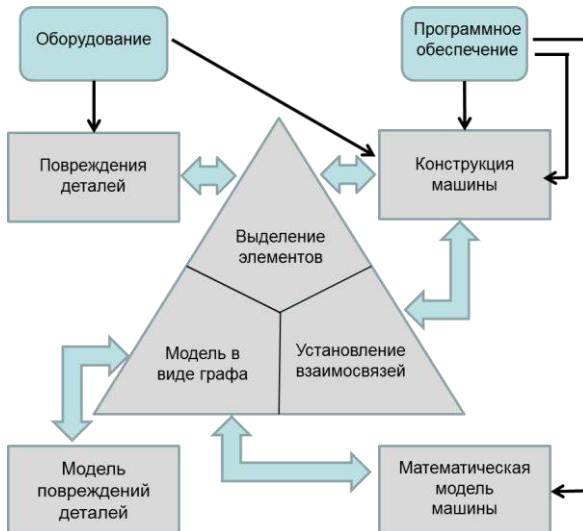 Оборудование
Программное
обеспечение
Повреждения
деталей
Конструкция
машины
Выделение
элементов
Модель в
виде графа
Установление
взаимосвязей
Модель
повреждений
деталей
Математическая
модель
машины